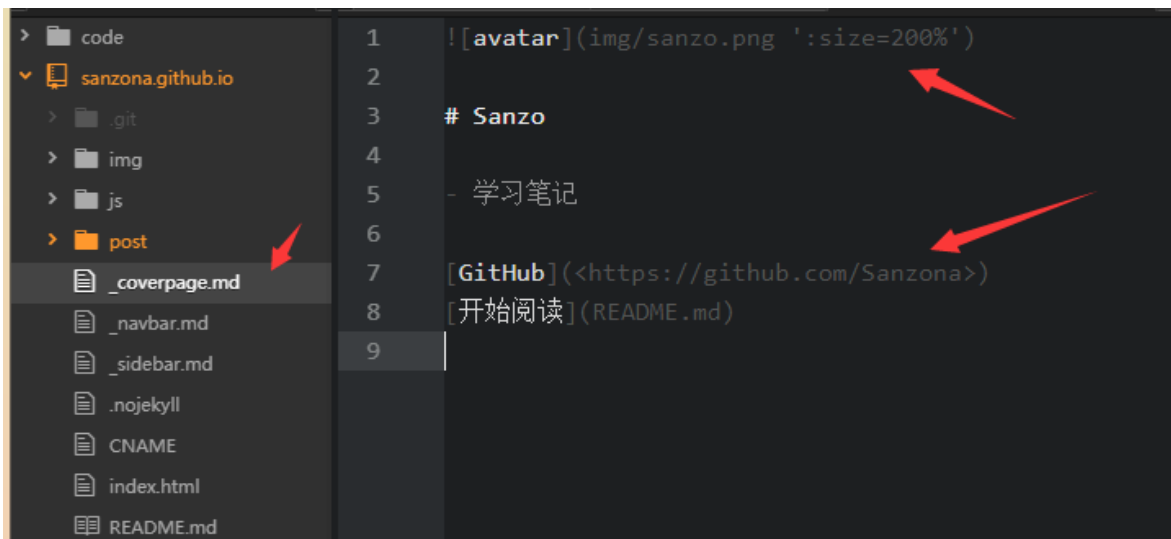 code
sanzona.github.io
.git
img
js
post
_coverpage.md
_navbar.md
_sidebar.md
.nojekyll
CNAME
index.html
README.md
1 ![avatar](img/sanzo.png ':size=200%')
2
3 # Sanzo
4
5 - 学习笔记
6
7 [GitHub](<https://github.com/Sanzona>)
8 [开始阅读](README.md)
9